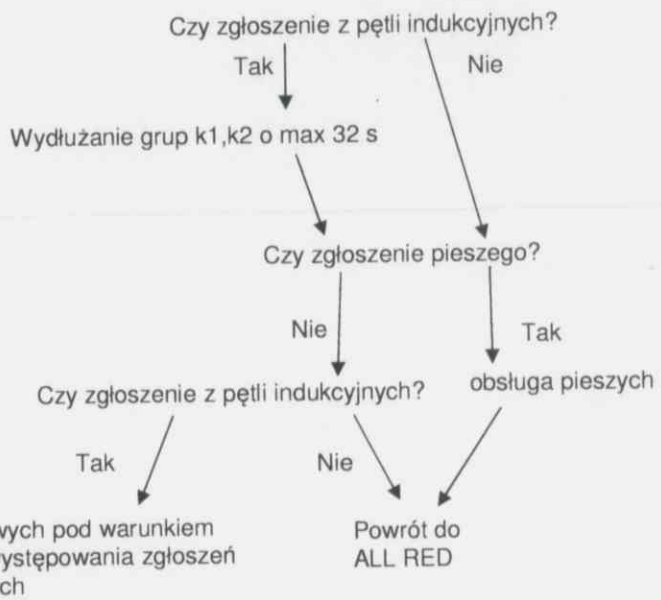 Czy zgłoszenie z pętli indukcyjnych?
Tak
Nie
Wydłużanie grup k1,k2 o max 32 s
Czy zgłoszenie pieszego?
Nie
Tak
Czy zgłoszenie z pętli indukcyjnych?
obsługa pieszych
Tak
Nie
pod warunkiem
zgłoszeń
Powrót do
ALL RED